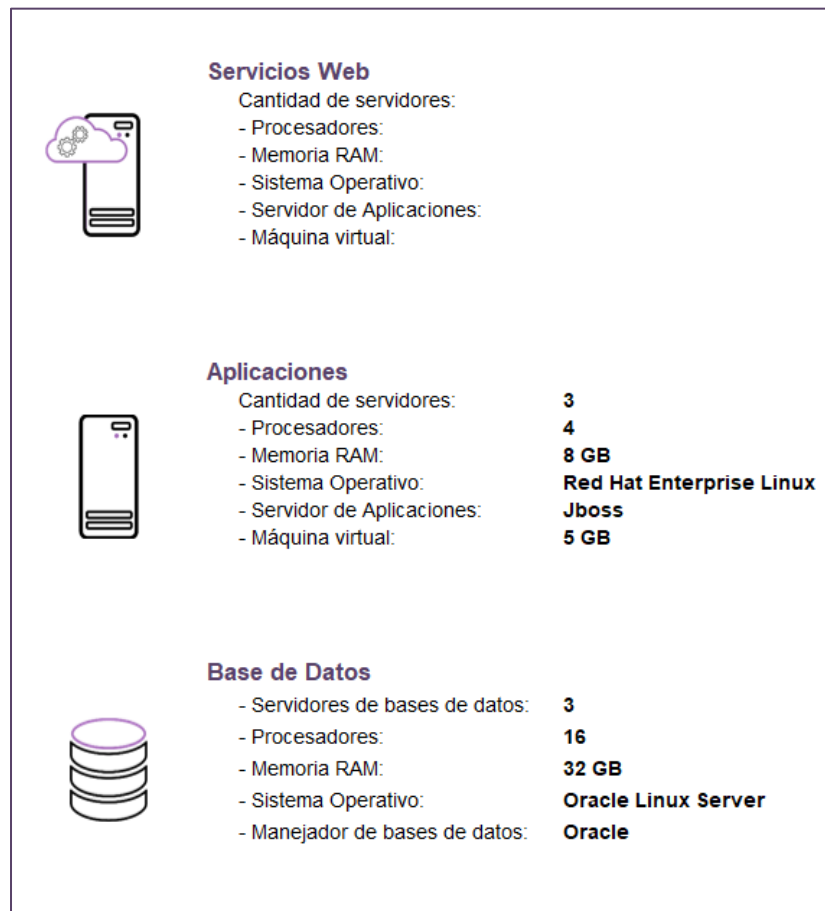 Servicios Web
Cantidad de servidores:
- Procesadores:
- Memoria RAM:
- Sistema Operativo:
- Servidor de Aplicaciones:
- Máquina virtual:
Aplicaciones
Cantidad de servidores: 3
- Procesadores: 4
- Memoria RAM: 8 GB
- Sistema Operativo: Red Hat Enterprise Linux
- Servidor de Aplicaciones: Jboss
- Máquina virtual: 5 GB
Base de Datos
- Servidores de bases de datos: 3
- Procesadores: 16
- Memoria RAM: 32 GB
- Sistema Operativo: Oracle Linux Server
- Manejador de bases de datos: Oracle